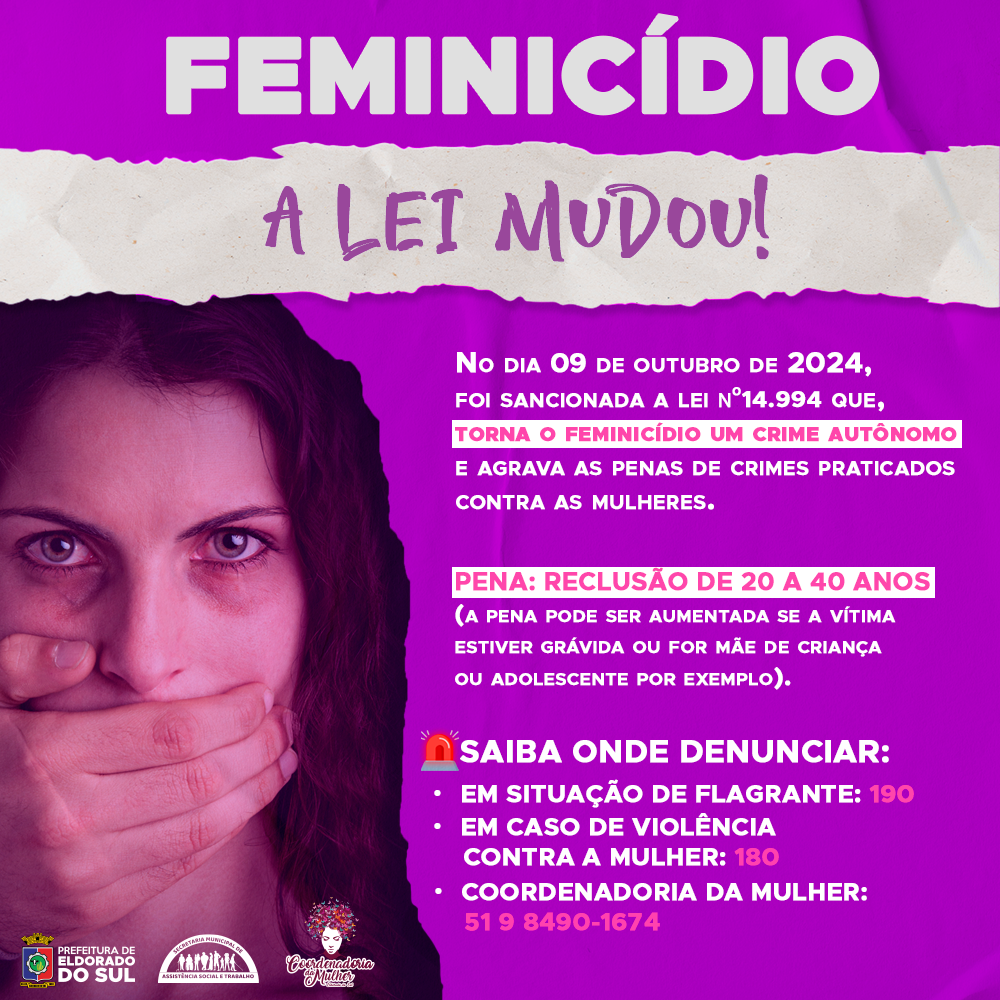 FEMINICÍDIO
A LEI MUDOU!
No dia 09 de outubro de 2024,
foi sancionada a lei nº14.994 que,
torna o feminicídio um crime autônomo
e agrava as penas de crimes praticados
contra as mulheres.
PENA: RECLUSÃO DE 20 A 40 ANOS
(a pena pode ser aumentada se a vítima
estiver grávida ou for mãe de criança
ou adolescente por exemplo).
SAIBA ONDE DENUNCIAR:
• EM SITUAÇÃO DE FLAGRANTE: 190
• EM CASO DE VIOLÊNCIA
CONTRA A MULHER: 180
• COORDENADORIA DA MULHER:
51 9 8490-1674
PREFEITURA DE
ELDORADO
DO SUL
SECRETARIA MUNICIPAL DE
ASSISTÊNCIA SOCIAL E TRABALHO
Coordenadoria
da Mulher